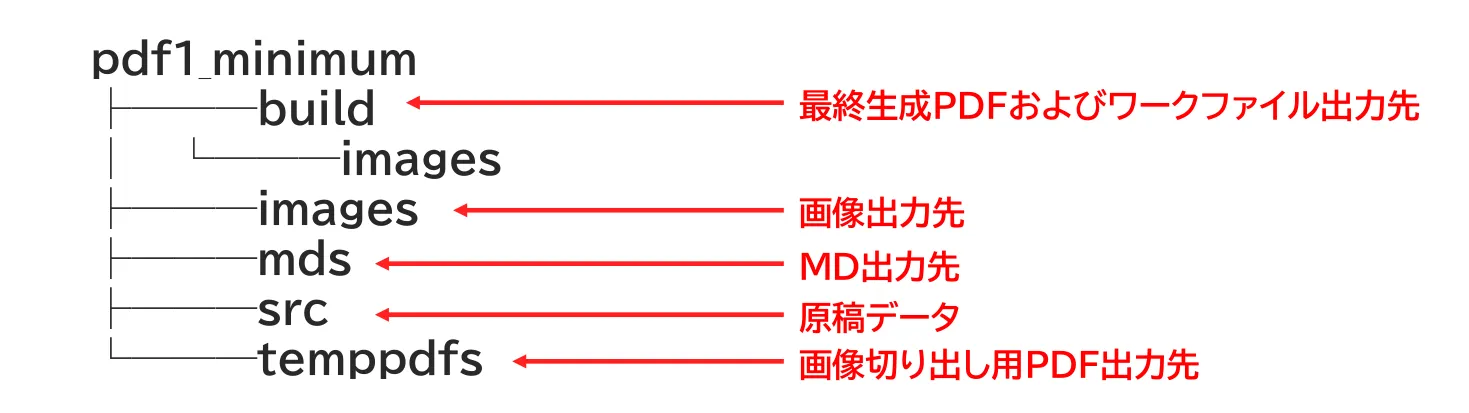 pdf1_minimum
├───build 最終生成PDFおよびワークファイル出力先
│ └───images
├───images 画像出力先
├───mds MD出力先
├───src 原稿データ
└───temppdfs 画像切り出し用PDF出力先